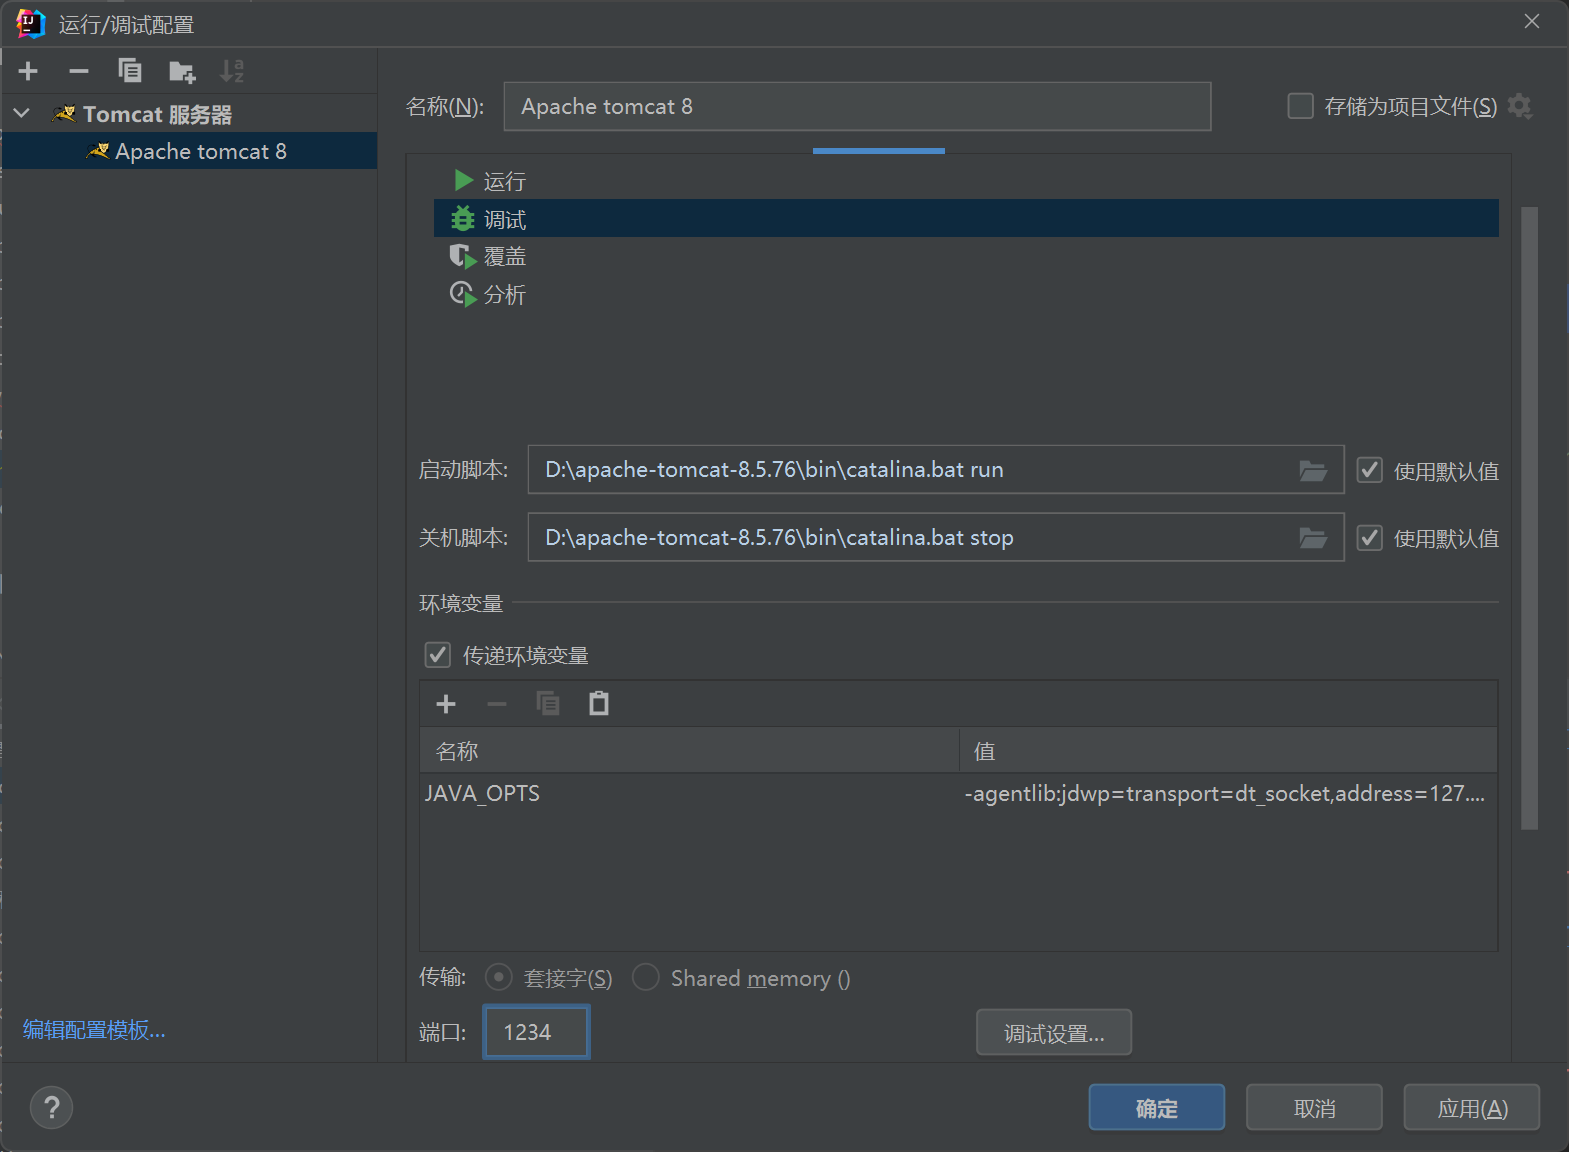 运行/调试配置
Tomcat 服务器
Apache tomcat 8
名称(N): Apache tomcat 8 存储为项目文件(S)
运行
调试
覆盖
分析
启动脚本: D:\apache-tomcat-8.5.76\bin\catalina.bat run 使用默认值
关机脚本: D:\apache-tomcat-8.5.76\bin\catalina.bat stop 使用默认值
环境变量
传递环境变量
名称 值
JAVA_OPTS -agentlib:jdwp=transport=dt_socket,address=127....
传输: 套接字(S) Shared memory ()
端口: 1234 调试设置...
编辑配置模板...
? 确定 取消 应用(A)